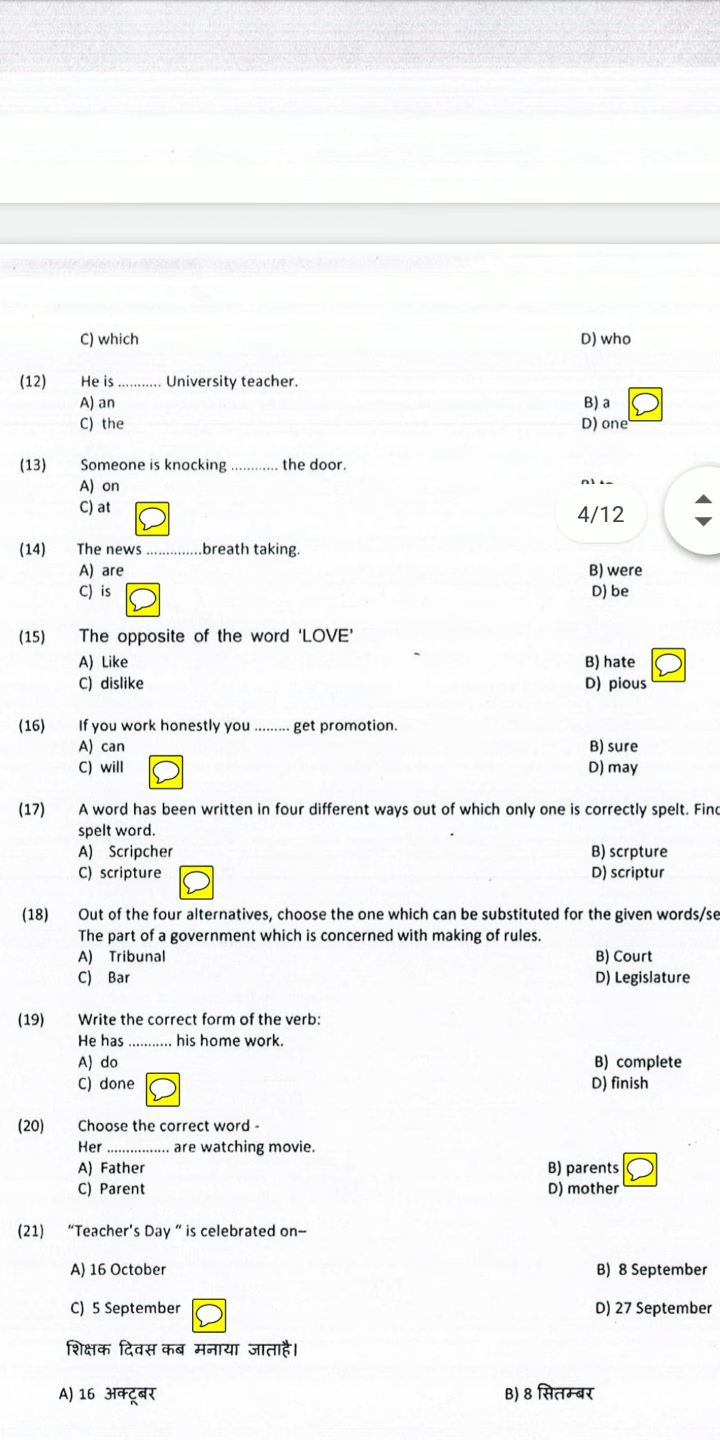 C) which D) who
(12) He is ........... University teacher.
A) an B) a
C) the D) one
(13) Someone is knocking ............ the door.
A) on
C) at
4/12
(14) The news ..............breath taking.
A) are B) were
C) is D) be
(15) The opposite of the word 'LOVE'
A) Like B) hate
C) dislike D) pious
(16) If you work honestly you ......... get promotion.
A) can B) sure
C) will D) may
(17) A word has been written in four different ways out of which only one is correctly spelt.
spelt word.
A) Scripcher B) scrpture
C) scripture D) scriptur
(18) Out of the four alternatives, choose the one which can be substituted for the given
The part of a government which is concerned with making of rules.
A) Tribunal B) Court
C) Bar D) Legislature
(19) Write the correct form of the verb:
He has ........... his home work.
A) do B) complete
C) done D) finish
(20) Choose the correct word -
Her ................ are watching movie.
A) Father B) parents
C) Parent D) mother
(21) "Teacher's Day " is celebrated on–
A) 16 October B) 8 September
C) 5 September D) 27 September
शिक्षक दिवस कब मनाया जाताहै।
A) 16 अक्टूबर B) 8 सितम्बर